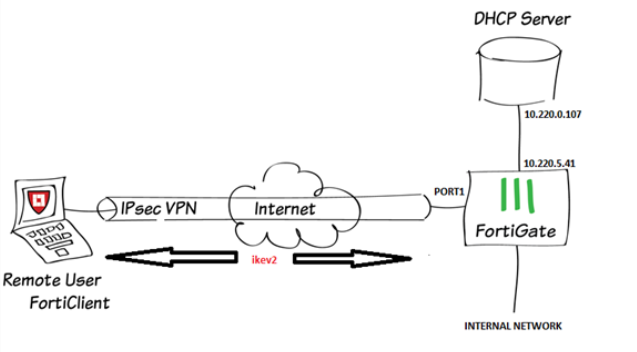 DHCP Server
10.220.0.107
10.220.5.41
PORT1
IPsec VPN
Internet
FortiGate
ikev2
Remote User
FortiClient
INTERNAL NETWORK